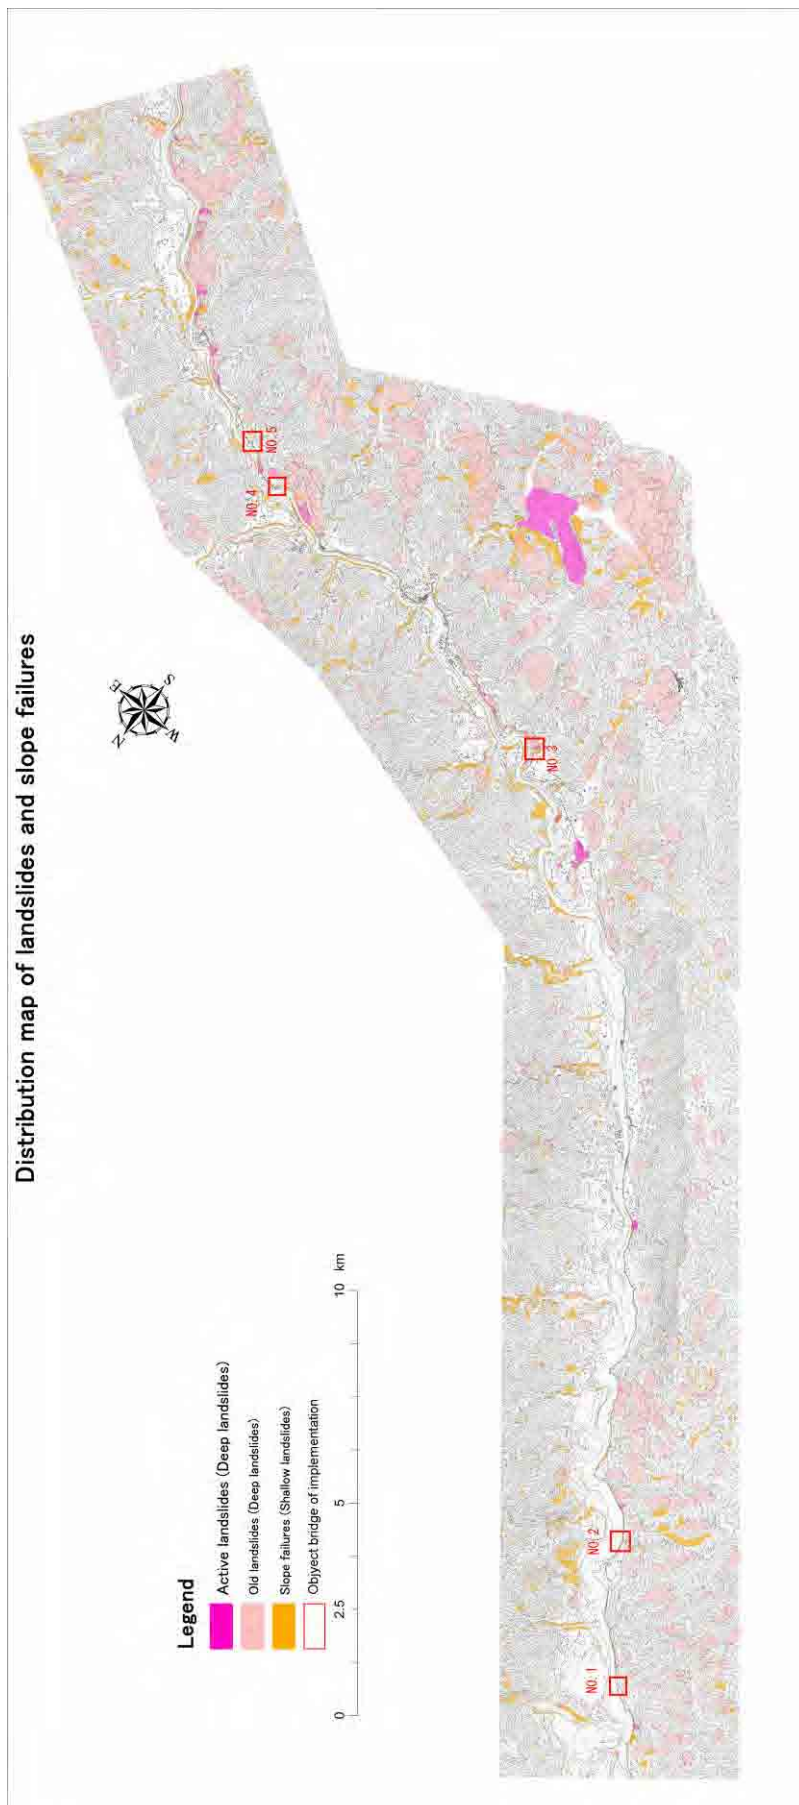 Distribution map of landslides and slope failures
N
E
S
W
NO.5
NO.4
NO.3
NO.2
NO.1
Legend
Active landslides (Deep landslides)
Old landslides (Deep landslides)
Slope failures (Shallow landslides)
Objyect bridge of implementation
0 2.5 5 10 km